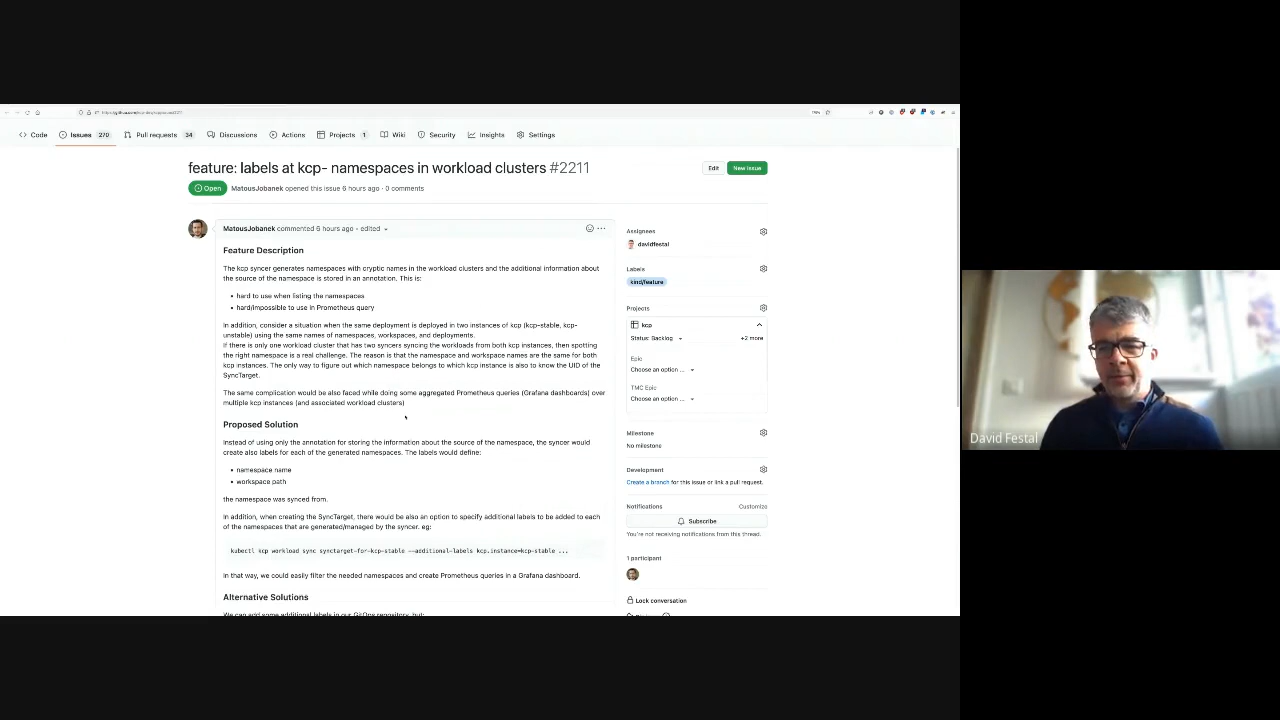 Code
Issues 270
Pull requests 34
Discussions
Actions
Projects 1
Wiki
Security
Insights
Settings
feature: labels at kcp- namespaces in workload clusters #2211
Edit
New issue
Open
MatousJobanek opened this issue 6 hours ago · 0 comments
MatousJobanek commented 6 hours ago • edited
Feature Description
The kcp syncer generates namespaces with cryptic names in the workload clusters and the additional information about
the source of the namespace is stored in an annotation. This is:
• hard to use when listing the namespaces
• hard/impossible to use in Prometheus query
In addition, consider a situation when the same deployment is deployed in two instances of kcp (kcp-stable, kcp-
unstable) using the same names of namespaces, workspaces, and deployments.
If there is only one workload cluster that has two syncers syncing the workloads from both kcp instances, then spotting
the right namespace is a real challenge. The reason is that the namespace and workspace names are the same for both
kcp instances. The only way to figure out which namespace belongs to which kcp instance is also to know the UID of the
SyncTarget.
The same complication would be also faced while doing some aggregated Prometheus queries (Grafana dashboards) over
multiple kcp instances (and associated workload clusters)
Proposed Solution
Instead of using only the annotation for storing the information about the source of the namespace, the syncer would
create also labels for each of the generated namespaces. The labels would define:
• namespace name
• workspace path
the namespace was synced from.
In addition, when creating the SyncTarget, there would be also an option to specify additional labels to be added to each
of the namespaces that are generated/managed by the syncer. eg:
kubectl kcp workload sync synctarget-for-kcp-stable --additional-labels kcp.instance=kcp-stable ...
In that way, we could easily filter the needed namespaces and create Prometheus queries in a Grafana dashboard.
Alternative Solutions
We can add some additional labels in our GitOps repository, but:
Assignees
davidfestal
Labels
kind/feature
Projects
kcp
Status: Backlog
+2 more
Epic
Choose an option ...
TMC Epic
Choose an option ...
Milestone
No milestone
Development
Create a branch for this issue or link a pull request.
Notifications
Customize
Subscribe
You're not receiving notifications from this thread.
1 participant
Lock conversation
David Festal